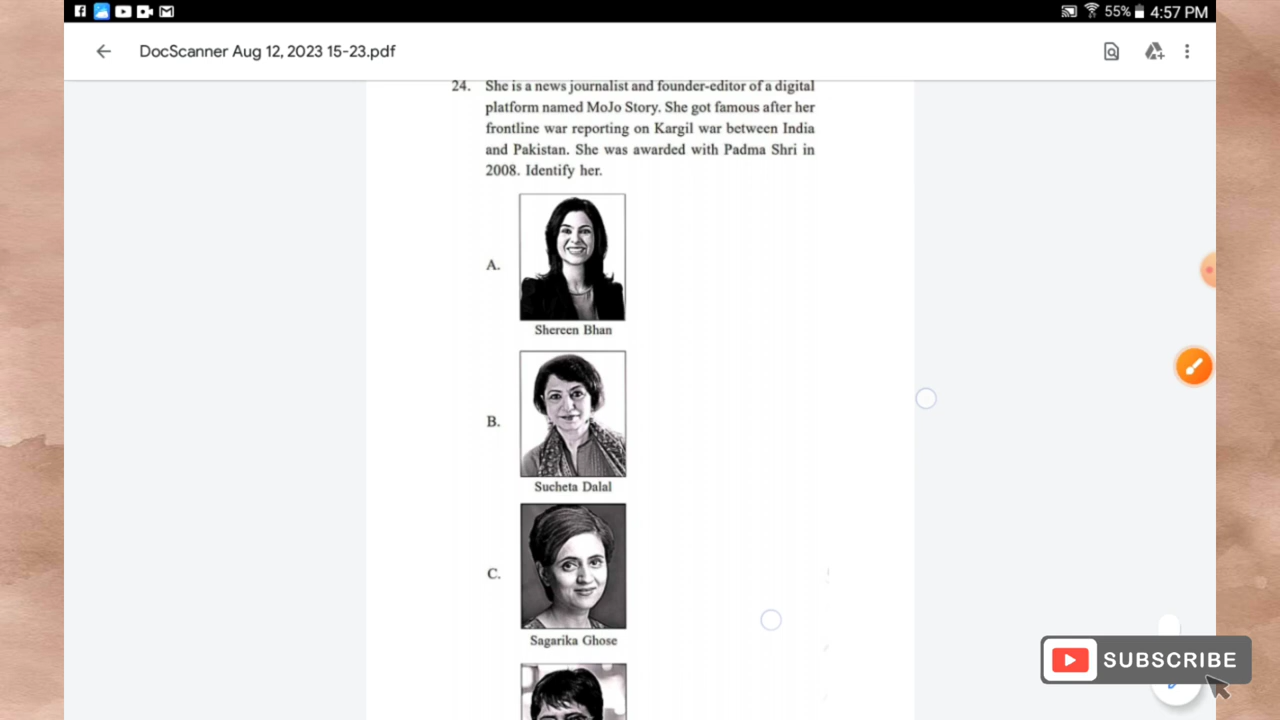 55% 4:57 PM
DocScanner Aug 12, 2023 15-23.pdf
24. She is a news journalist and founder-editor of a digital
platform named MoJo Story. She got famous after her
frontline war reporting on Kargil war between India
and Pakistan. She was awarded with Padma Shri in
2008. Identify her.
A.
Shereen Bhan
B.
Sucheta Dalal
C.
Sagarika Ghose
SUBSCRIBE